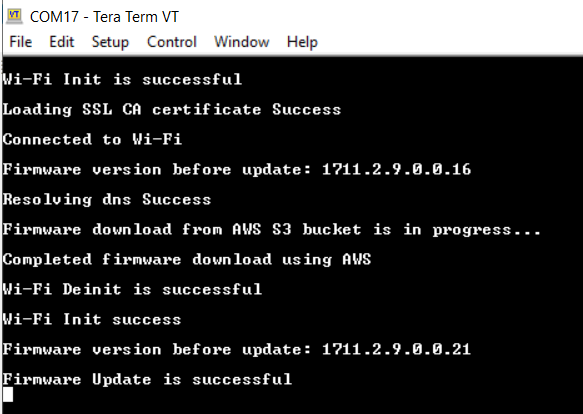 VT
COM17 - Tera Term VT
File Edit Setup Control Window Help
Wi-Fi Init is successful
Loading SSL CA certificate Success
Connected to Wi-Fi
Firmware version before update: 1711.2.9.0.0.16
Resolving dns Success
Firmware download from AWS S3 bucket is in progress...
Completed firmware download using AWS
Wi-Fi Deinit is successful
Wi-Fi Init success
Firmware version before update: 1711.2.9.0.0.21
Firmware Update is successful